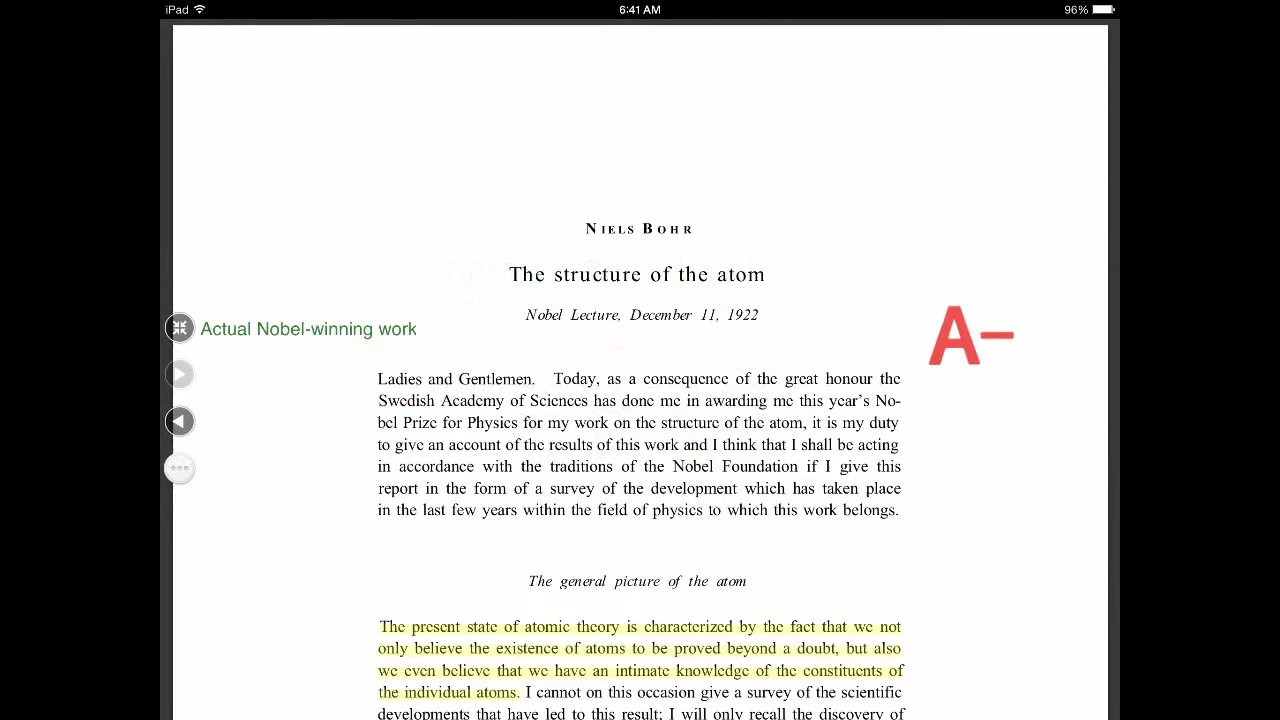 iPad 6:41 AM 96%
NIELS BOHR
The structure of the atom
Nobel Lecture, December 11, 1922
Actual Nobel-winning work
A–
Ladies and Gentlemen. Today, as a consequence of the great honour the
Swedish Academy of Sciences has done me in awarding me this year's No-
bel Prize for Physics for my work on the structure of the atom, it is my duty
to give an account of the results of this work and I think that I shall be acting
in accordance with the traditions of the Nobel Foundation if I give this
report in the form of a survey of the development which has taken place
in the last few years within the field of physics to which this work belongs.
The general picture of the atom
The present state of atomic theory is characterized by the fact that we not
only believe the existence of atoms to be proved beyond a doubt, but also
we even believe that we have an intimate knowledge of the constituents of
the individual atoms. I cannot on this occasion give a survey of the scientific
developments that have led to this result; I will only recall the discovery of